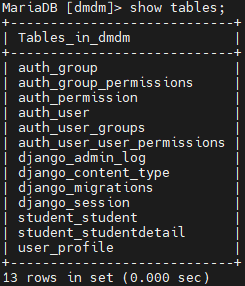 MariaDB [dmdm]> show tables;
+----------------------------+
| Tables_in_dmdm             |
+----------------------------+
| auth_group                 |
| auth_group_permissions     |
| auth_permission            |
| auth_user                  |
| auth_user_groups           |
| auth_user_user_permissions |
| django_admin_log           |
| django_content_type        |
| django_migrations          |
| django_session             |
| student_student            |
| student_studentdetail      |
| user_profile               |
+----------------------------+
13 rows in set (0.000 sec)